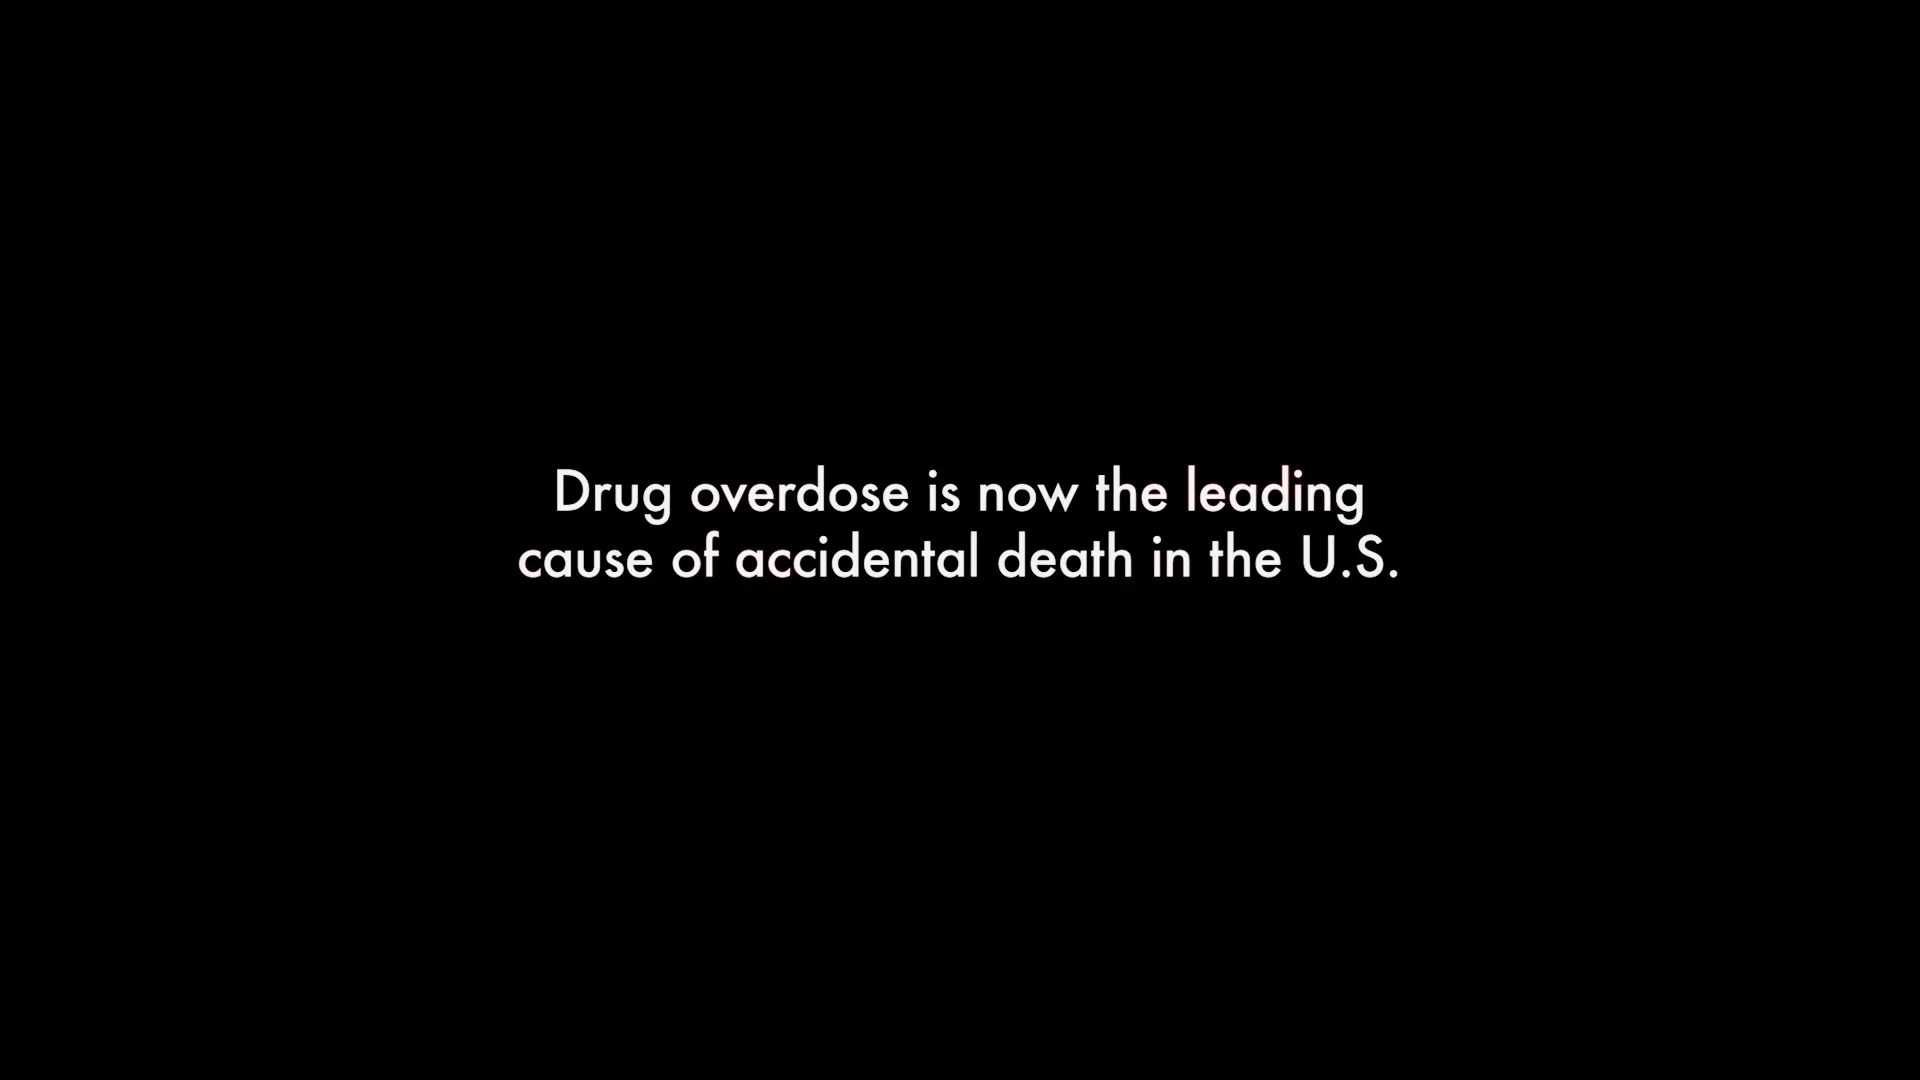 Drug overdose is now the leading
cause of accidental death in the U.S.